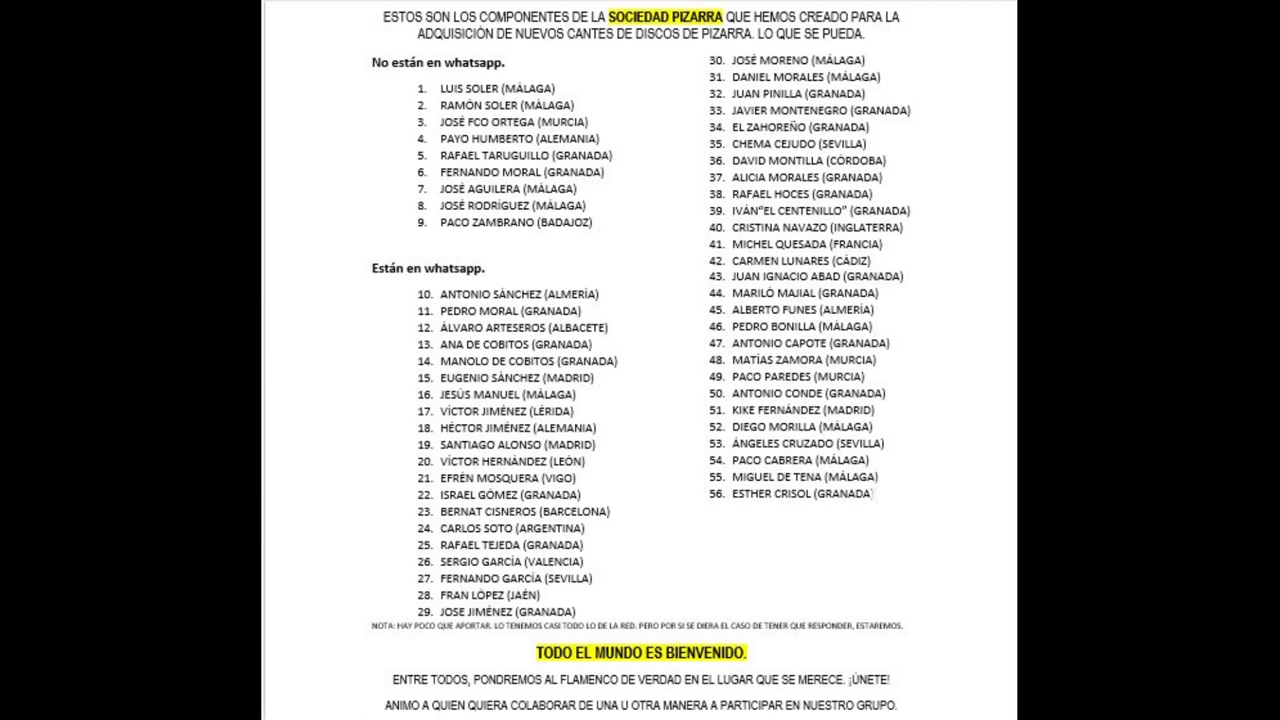 ESTOS SON LOS COMPONENTES DE LA SOCIEDAD PIZARRA QUE HEMOS CREADO PARA LA
ADQUISICIÓN DE NUEVOS CANTES DE DISCOS DE PIZARRA. LO QUE SE PUEDA.
No están en whatsapp.
1. LUIS SOLER (MÁLAGA)
2. RAMÓN SOLER (MÁLAGA)
3. JOSÉ FCO ORTEGA (MURCIA)
4. PAYO HUMBERTO (ALEMANIA)
5. RAFAEL TARUGUILLO (GRANADA)
6. FERNANDO MORAL (GRANADA)
7. JOSÉ AGUILERA (MÁLAGA)
8. JOSÉ RODRÍGUEZ (MÁLAGA)
9. PACO ZAMBRANO (BADAJOZ)
Están en whatsapp.
10. ANTONIO SÁNCHEZ (ALMERÍA)
11. PEDRO MORAL (GRANADA)
12. ÁLVARO ARTESEROS (ALBACETE)
13. ANA DE COBITOS (GRANADA)
14. MANOLO DE COBITOS (GRANADA)
15. EUGENIO SÁNCHEZ (MADRID)
16. JESÚS MANUEL (MÁLAGA)
17. VÍCTOR JIMÉNEZ (LÉRIDA)
18. HÉCTOR JIMÉNEZ (ALEMANIA)
19. SANTIAGO ALONSO (MADRID)
20. VÍCTOR HERNÁNDEZ (LEÓN)
21. EFRÉN MOSQUERA (VIGO)
22. ISRAEL GÓMEZ (GRANADA)
23. BERNAT CISNEROS (BARCELONA)
24. CARLOS SOTO (ARGENTINA)
25. RAFAEL TEJEDA (GRANADA)
26. SERGIO GARCÍA (VALENCIA)
27. FERNANDO GARCÍA (SEVILLA)
28. FRAN LÓPEZ (JAÉN)
29. JOSE JIMÉNEZ (GRANADA)
30. JOSÉ MORENO (MÁLAGA)
31. DANIEL MORALES (MÁLAGA)
32. JUAN PINILLA (GRANADA)
33. JAVIER MONTENEGRO (GRANADA)
34. EL ZAHOREÑO (GRANADA)
35. CHEMA CEJUDO (SEVILLA)
36. DAVID MONTILLA (CÓRDOBA)
37. ALICIA MORALES (GRANADA)
38. RAFAEL HOCES (GRANADA)
39. IVÁN"EL CENTENILLO" (GRANADA)
40. CRISTINA NAVAZO (INGLATERRA)
41. MICHEL QUESADA (FRANCIA)
42. CARMEN LUNARES (CÁDIZ)
43. JUAN IGNACIO ABAD (GRANADA)
44. MARILÓ MAJIAL (GRANADA)
45. ALBERTO FUNES (ALMERÍA)
46. PEDRO BONILLA (MÁLAGA)
47. ANTONIO CAPOTE (GRANADA)
48. MATÍAS ZAMORA (MURCIA)
49. PACO PAREDES (MURCIA)
50. ANTONIO CONDE (GRANADA)
51. KIKE FERNÁNDEZ (MADRID)
52. DIEGO MORILLA (MÁLAGA)
53. ÁNGELES CRUZADO (SEVILLA)
54. PACO CABRERA (MÁLAGA)
55. MIGUEL DE TENA (MÁLAGA)
56. ESTHER CRISOL (GRANADA)
NOTA: HAY POCO QUE APORTAR. LO TENEMOS CASI TODO LO DE LA RED. PERO POR SI SE DIERA EL CASO DE TENER QUE RESPONDER, ESTAREMOS.
TODO EL MUNDO ES BIENVENIDO.
ENTRE TODOS, PONDREMOS AL FLAMENCO DE VERDAD EN EL LUGAR QUE SE MERECE. ¡ÚNETE!
ANIMO A QUIEN QUIERA COLABORAR DE UNA U OTRA MANERA A PARTICIPAR EN NUESTRO GRUPO.